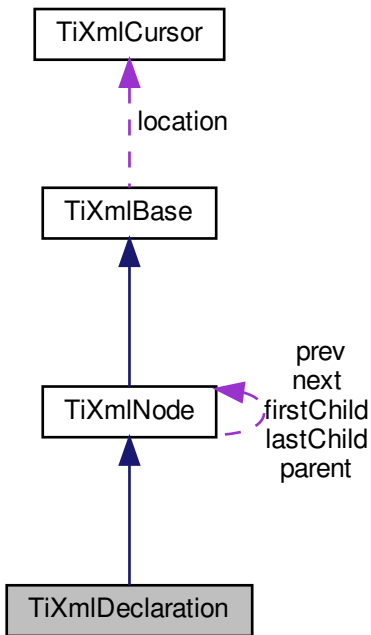 TiXmlCursor
location
TiXmlBase
prev
next
firstChild
lastChild
parent
TiXmlNode
TiXmlDeclaration